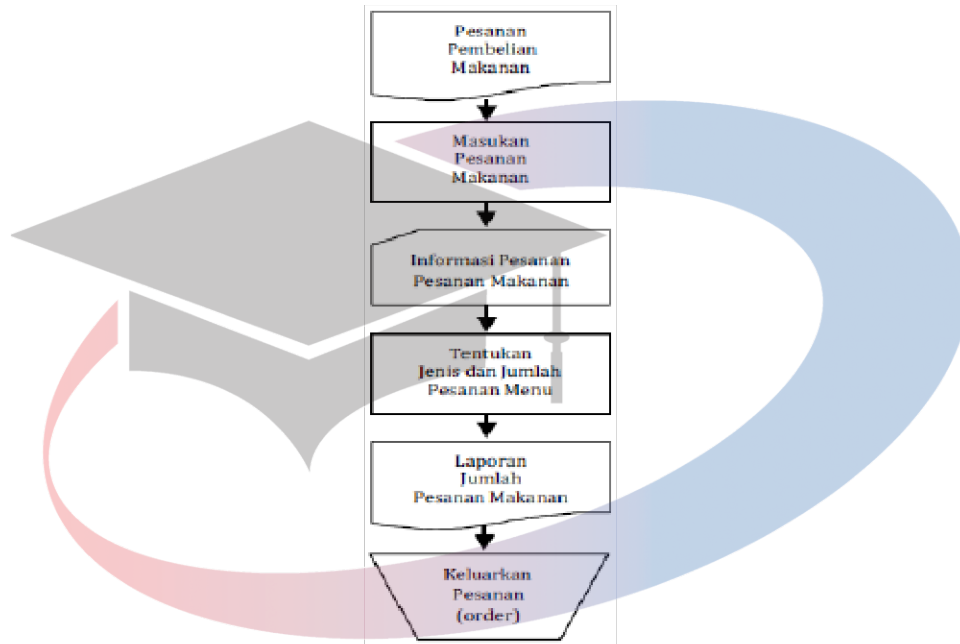 Pesanan
Pembelian
Makanan
Masukan
Pesanan
Makanan
Informasi Pesanan
Pesanan Makanan
Tentukan
Jenis dan Jumlah
Pesanan Menu
Laporan
Jumlah
Pesanan Makanan
Keluarkan
Pesanan
(order)